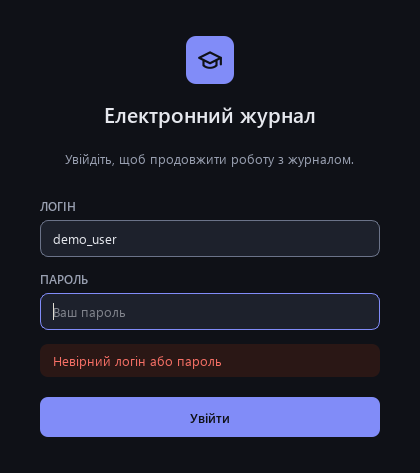 Електронний журнал
Увійдіть, щоб продовжити роботу з журналом.
ЛОГІН
demo_user
ПАРОЛЬ
Ваш пароль
Невірний логін або пароль
Увійти